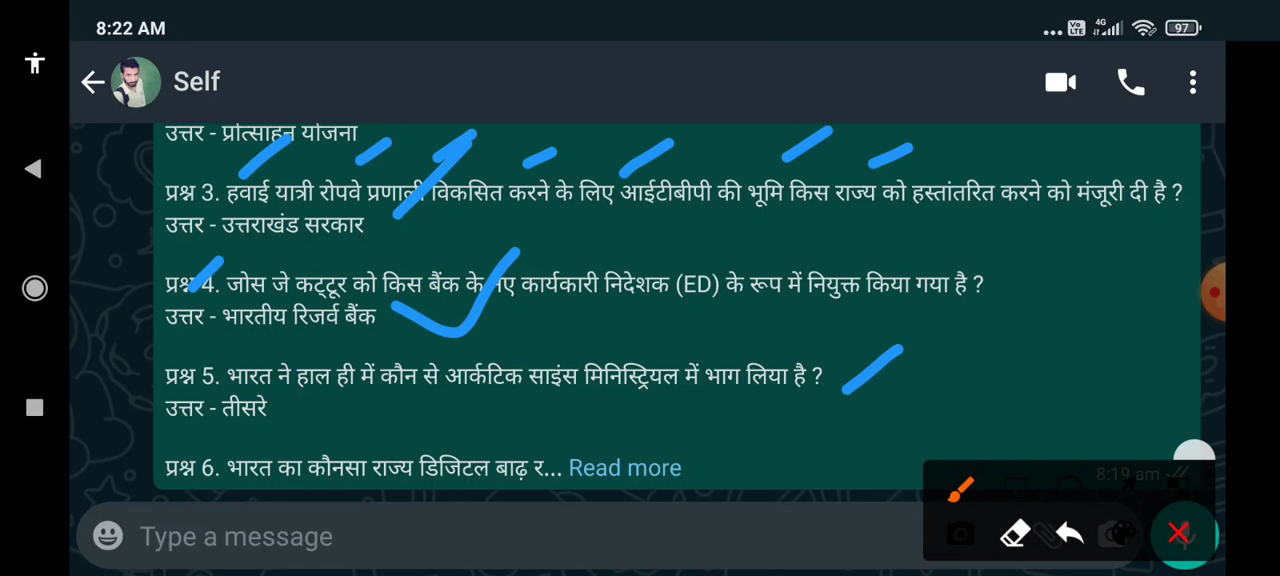 8:22 AM
VoLTE 4G 97
Self
उत्तर - प्रोत्साहन योजना
प्रश्न 3. हवाई यात्री रोपवे प्रणाली विकसित करने के लिए आईटीबीपी की भूमि किस राज्य को हस्तांतरित करने को मंजूरी दी है ?
उत्तर - उत्तराखंड सरकार
प्रश्न 4. जोस जे कट्टूर को किस बैंक के नए कार्यकारी निदेशक (ED) के रूप में नियुक्त किया गया है ?
उत्तर - भारतीय रिजर्व बैंक
प्रश्न 5. भारत ने हाल ही में कौन से आर्कटिक साइंस मिनिस्ट्रियल में भाग लिया है ?
उत्तर - तीसरे
प्रश्न 6. भारत का कौनसा राज्य डिजिटल बाढ़ र... Read more
8:19 am
Type a message